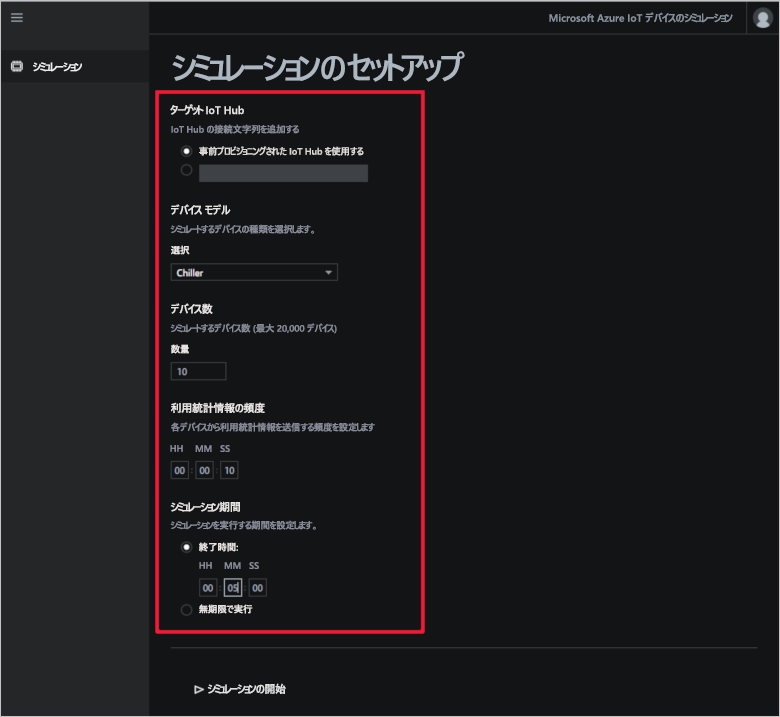 Microsoft Azure IoT デバイスのシミュレーション
シミュレーション
シミュレーションのセットアップ
ターゲット IoT Hub
IoT Hub の接続文字列を追加する
事前プロビジョニングされた IoT Hub を使用する
デバイス モデル
シミュレートするデバイスの種類を選択します。
選択
Chiller
デバイス数
シミュレートするデバイス数 (最大 20,000 デバイス)
数量
10
利用統計情報の頻度
各デバイスから利用統計情報を送信する頻度を設定します
HH MM SS
00 : 00 : 10
シミュレーション期間
シミュレーションを実行する期間を設定します。
終了時間:
HH MM SS
00 : 05 : 00
無期限で実行
シミュレーションの開始